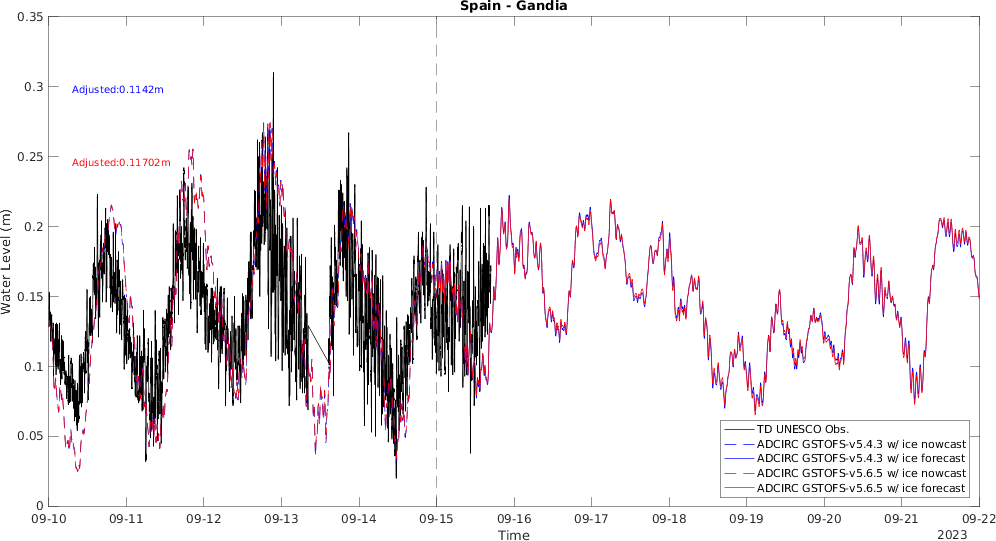 Spain - Gandia
0.35
0.3
0.25
0.2
0.15
0.1
0.05
0
Water Level (m)
Adjusted:0.1142m
Adjusted:0.11702m
TD UNESCO Obs.
ADCIRC GSTOFS-v5.4.3 w/ ice nowcast
ADCIRC GSTOFS-v5.4.3 w/ ice forecast
ADCIRC GSTOFS-v5.6.5 w/ ice nowcast
ADCIRC GSTOFS-v5.6.5 w/ ice forecast
09-10 09-11 09-12 09-13 09-14 09-15 09-16 09-17 09-18 09-19 09-20 09-21 09-22
Time
2023